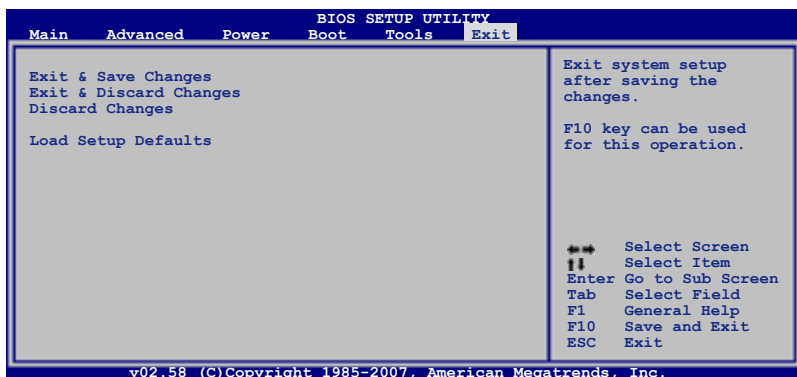 BIOS SETUP UTILITY
Main Advanced Power Boot Tools Exit
Exit & Save Changes
Exit & Discard Changes
Discard Changes
Load Setup Defaults
Exit system setup
after saving the
changes.
F10 key can be used
for this operation.
←→ Select Screen
↑↓ Select Item
Enter Go to Sub Screen
Tab Select Field
F1 General Help
F10 Save and Exit
ESC Exit
v02.58 (C)Copyright 1985-2007, American Megatrends, Inc.